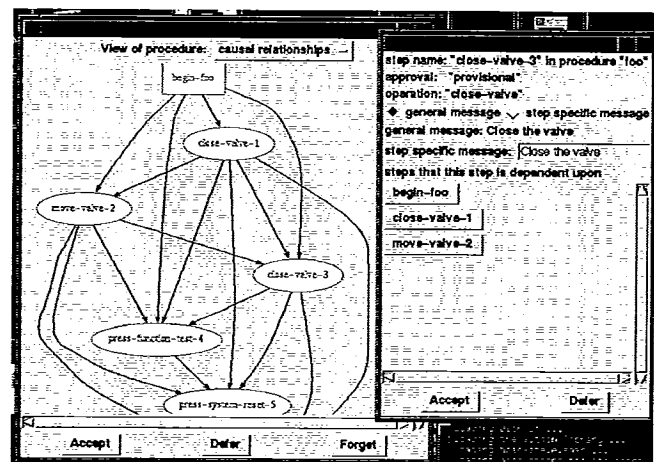 View of procedure: causal relationships
begin-foo
close-valve-1
move-valve-2
close-valve-3
press-function-test-4
press-system-reset-5
Accept Defer Forget
step name: "close-valve-3" in procedure "foo"
approval: "provisional"
operation: "close-valve"
general message step specific message
general message: Close the valve
step specific message: Close the valve
steps that this step is dependent upon
begin-foo
close-valve-1
move-valve-2
Accept Defer